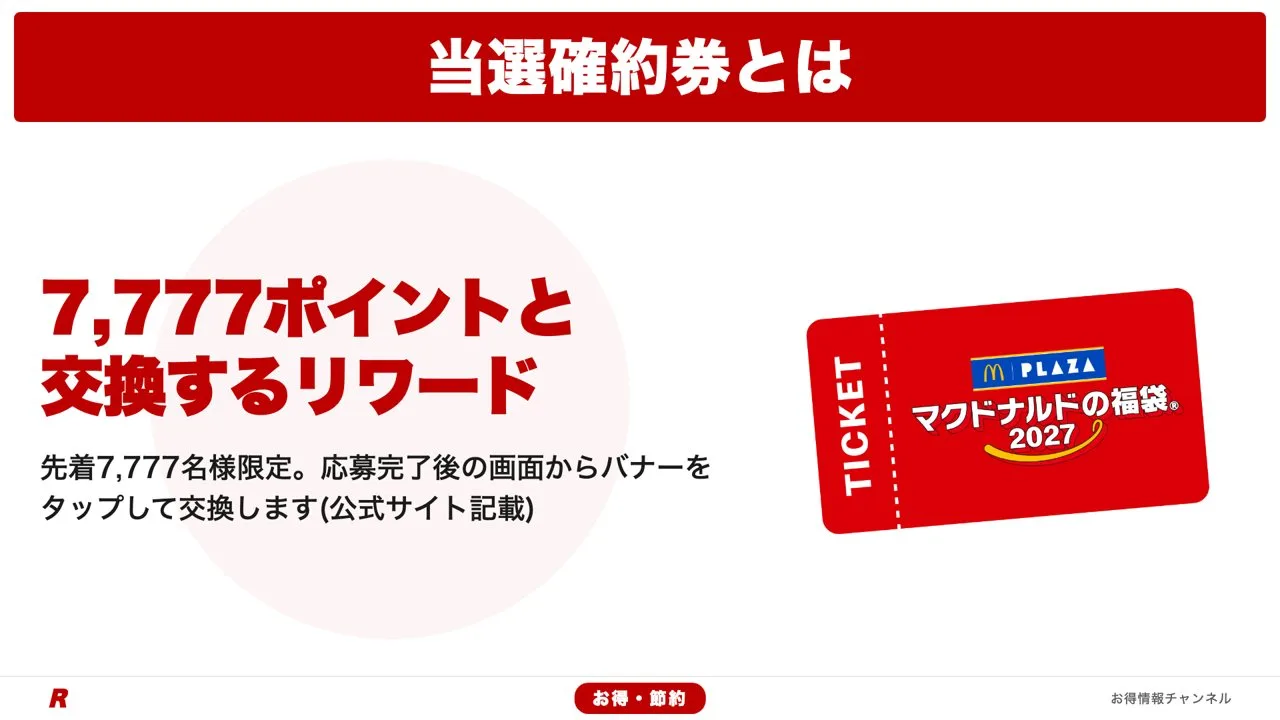 当選確約券とは
7,777ポイントと
交換するリワード
先着7,777名様限定。応募完了後の画面からバナーを
タップして交換します(公式サイト記載)
TICKET
PLAZA
マクドナルドの福袋®
2027
R
お得・節約
お得情報チャンネル